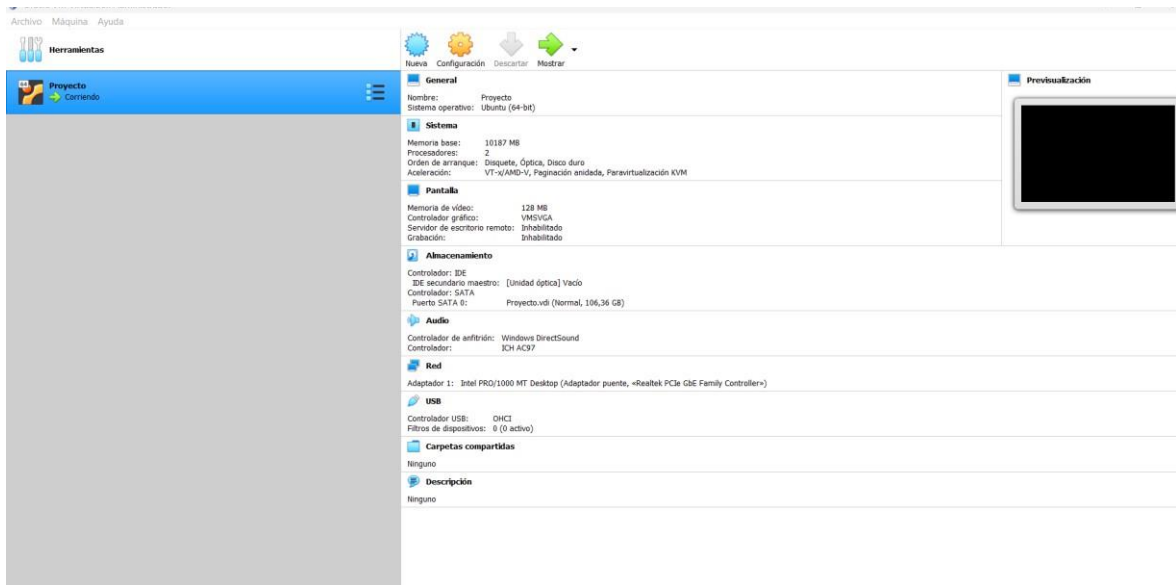 Archivo Máquina Ayuda
Herramientas
Nueva Configuración Descartar Mostrar
Proyecto
Corriendo
General
Nombre: Proyecto
Sistema operativo: Ubuntu (64-bit)
Previsualización
Sistema
Memoria base: 10187 MB
Procesadores: 2
Orden de arranque: Disquete, Óptica, Disco duro
Aceleración: VT-x/AMD-V, Paginación anidada, Paravirtualización KVM
Pantalla
Memoria de vídeo: 128 MB
Controlador gráfico: VMSVGA
Servidor de escritorio remoto: Inhabilitado
Grabación: Inhabilitado
Almacenamiento
Controlador: IDE
IDE secundario maestro: [Unidad óptica] Vacío
Controlador: SATA
Puerto SATA 0: Proyecto.vdi (Normal, 106,36 GB)
Audio
Controlador de anfitrión: Windows DirectSound
Controlador: ICH AC97
Red
Adaptador 1: Intel PRO/1000 MT Desktop (Adaptador puente, «Realtek PCIe GbE Family Controller»)
USB
Controlador USB: OHCI
Filtros de dispositivos: 0 (0 activo)
Carpetas compartidas
Ninguno
Descripción
Ninguno